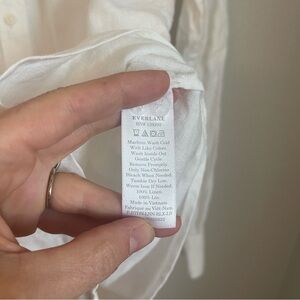 EVERLANE
Machine Wash Cold
With Like Colors.
Wash Inside Out
Gentle Cycle.
Remove Promptly.
Only Non-Chlorine
Bleach When Needed.
Tumble Dry Low.
Warm Iron If Needed.
100% Linen
100% Lin
Made in Vietnam
Fabriqué au Viêt-Nam